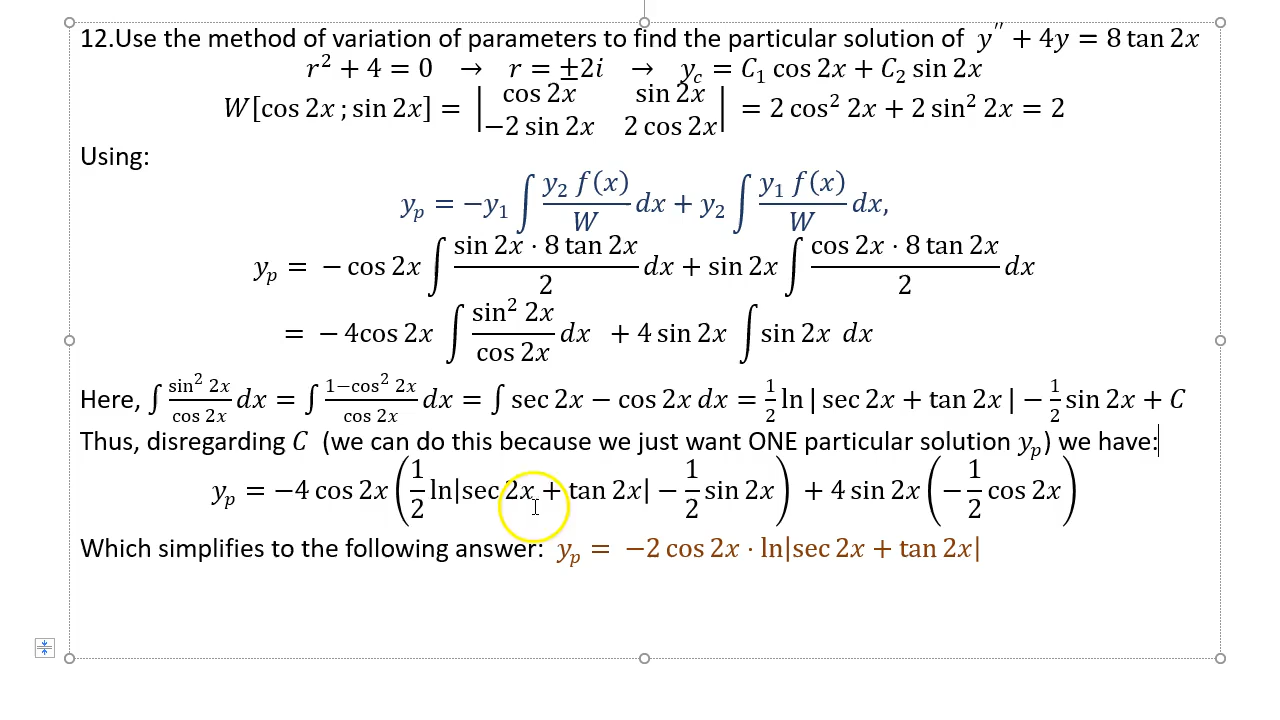 12.Use the method of variation of parameters to find the particular solution of y″ + 4y = 8 tan 2x
r² + 4 = 0 → r = ±2i → y_c = C₁ cos 2x + C₂ sin 2x
W[cos 2x ; sin 2x] = | cos 2x sin 2x −2 sin 2x 2 cos 2x | = 2 cos² 2x + 2 sin² 2x = 2
Using:
y_p = −y₁ ∫ (y₂ f(x))/W dx + y₂ ∫ (y₁ f(x))/W dx,
y_p = − cos 2x ∫ (sin 2x · 8 tan 2x)/2 dx + sin 2x ∫ (cos 2x · 8 tan 2x)/2 dx
= − 4cos 2x ∫ (sin² 2x)/(cos 2x) dx + 4 sin 2x ∫ sin 2x dx
Here, ∫ (sin² 2x)/(cos 2x) dx = ∫ (1−cos² 2x)/(cos 2x) dx = ∫ sec 2x − cos 2x dx = 1/2 ln | sec 2x + tan 2x | − 1/2 sin 2x + C
Thus, disregarding C (we can do this because we just want ONE particular solution y_p) we have:
y_p = −4 cos 2x (1/2 ln|sec 2x + tan 2x| − 1/2 sin 2x) + 4 sin 2x (− 1/2 cos 2x)
Which simplifies to the following answer: y_p = −2 cos 2x · ln|sec 2x + tan 2x|